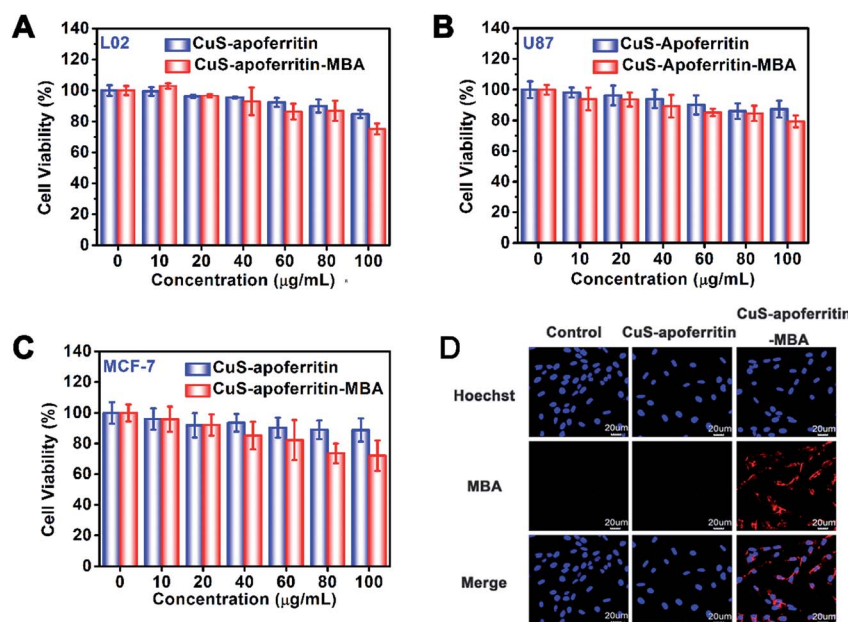 A
L02
CuS-apoferritin
CuS-apoferritin-MBA
Cell Viability (%)
140
120
100
80
60
40
20
0
0 10 20 40 60 80 100
Concentration (μg/mL)
B
U87
CuS-Apoferritin
CuS-Apoferritin-MBA
Cell Viability (%)
140
120
100
80
60
40
20
0
0 10 20 40 60 80 100
Concentration (μg/mL)
C
MCF-7
CuS-apoferritin
CuS-apoferritin-MBA
Cell Viability (%)
140
120
100
80
60
40
20
0
0 10 20 40 60 80 100
Concentration (μg/mL)
D
Control CuS-apoferritin CuS-apoferritin
-MBA
Hoechst
20um 20um 20um
MBA
20um 20um 20um
Merge
20um 20um 20um